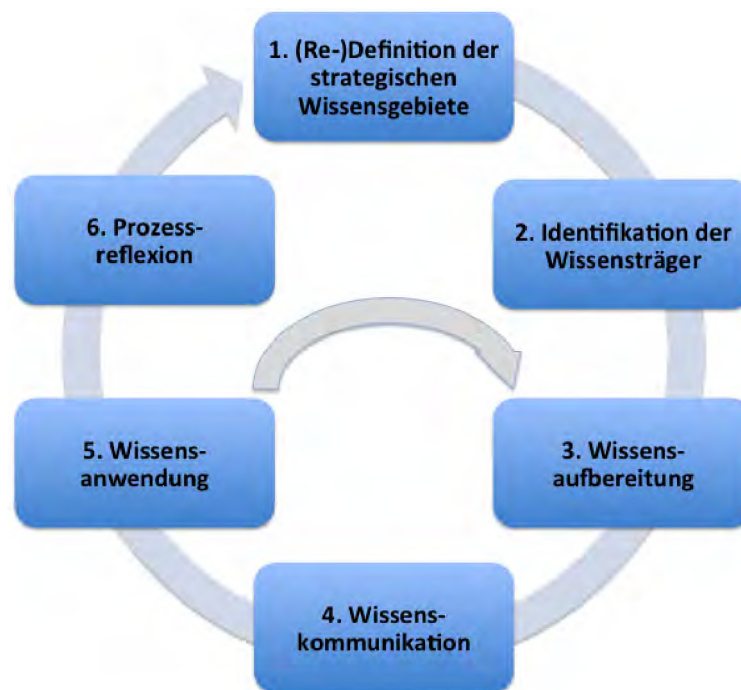 1. (Re-)Definition der
strategischen
Wissensgebiete
2. Identifikation der
Wissensträger
3. Wissens-
aufbereitung
4. Wissens-
kommunikation
5. Wissens-
anwendung
6. Prozess-
reflexion